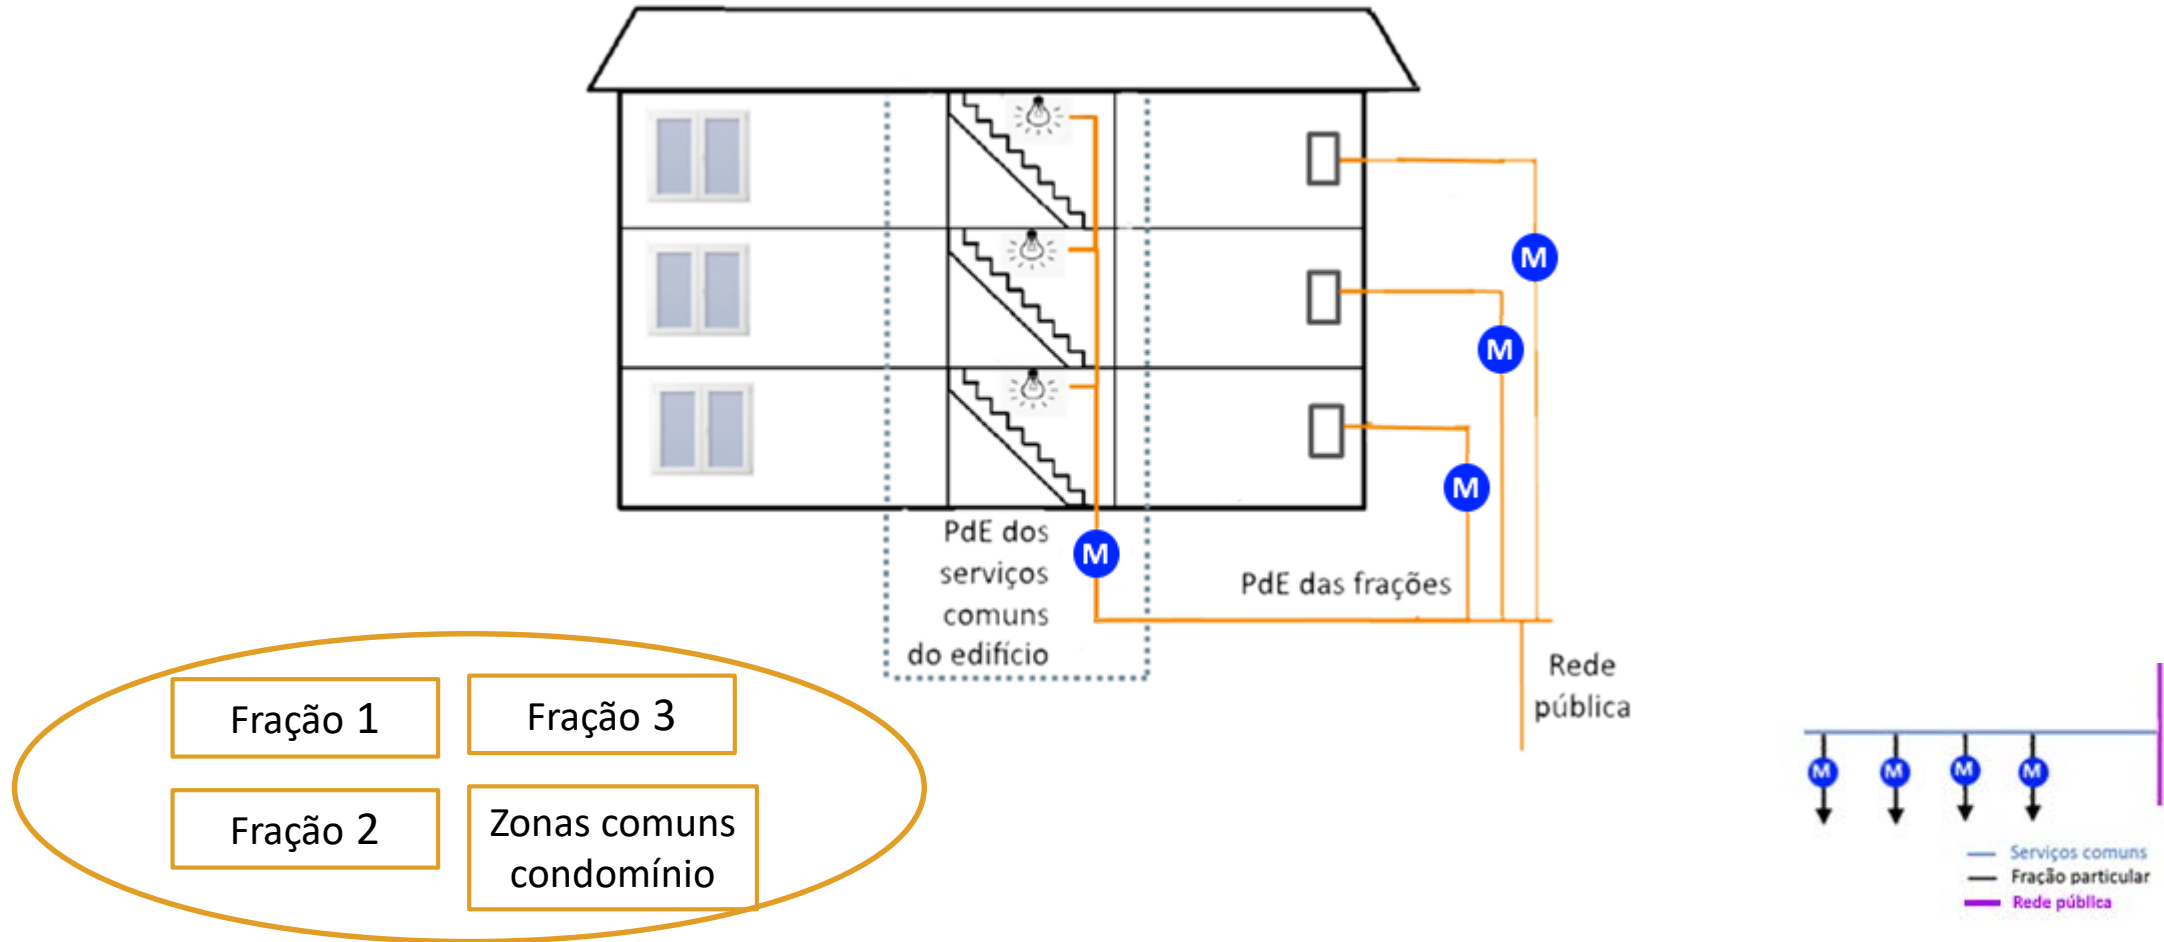 M
M
M
PdE dos
serviços
comuns
do edifício
M
PdE das frações
Rede
pública
Fração 1
Fração 3
Fração 2
Zonas comuns
condomínio
M
M
M
M
Serviços comuns
Fração particular
Rede pública